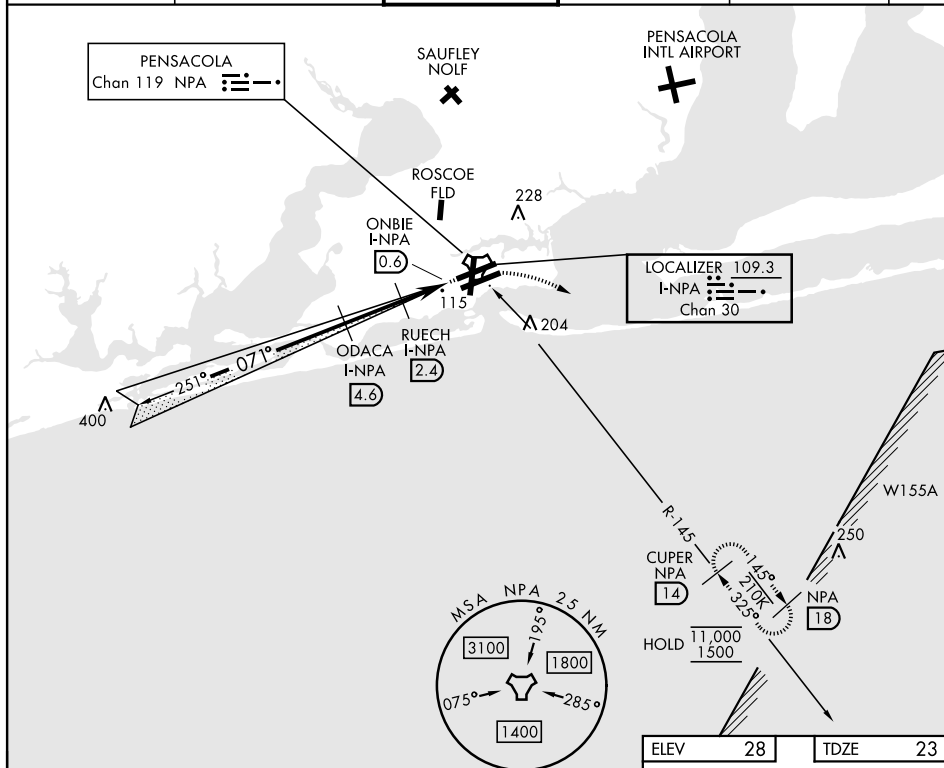 PENSACOLA
Chan 119 NPA
SAUFLEY
NOLF
PENSACOLA
INTL AIRPORT
ROSCOE
FLD
228
ONBIE
I-NPA
0.6
LOCALIZER 109.3
I-NPA
Chan 30
115
204
RUECH
I-NPA
2.4
ODACA
I-NPA
4.6
071°
251°
400
W155A
R-145
250
CUPER
NPA
14
145°
210K
325°
NPA
18
HOLD
11,000
1500
MSA NPA 25 NM
195°
3100
1800
075°
285°
1400
ELEV 28
TDZE 23